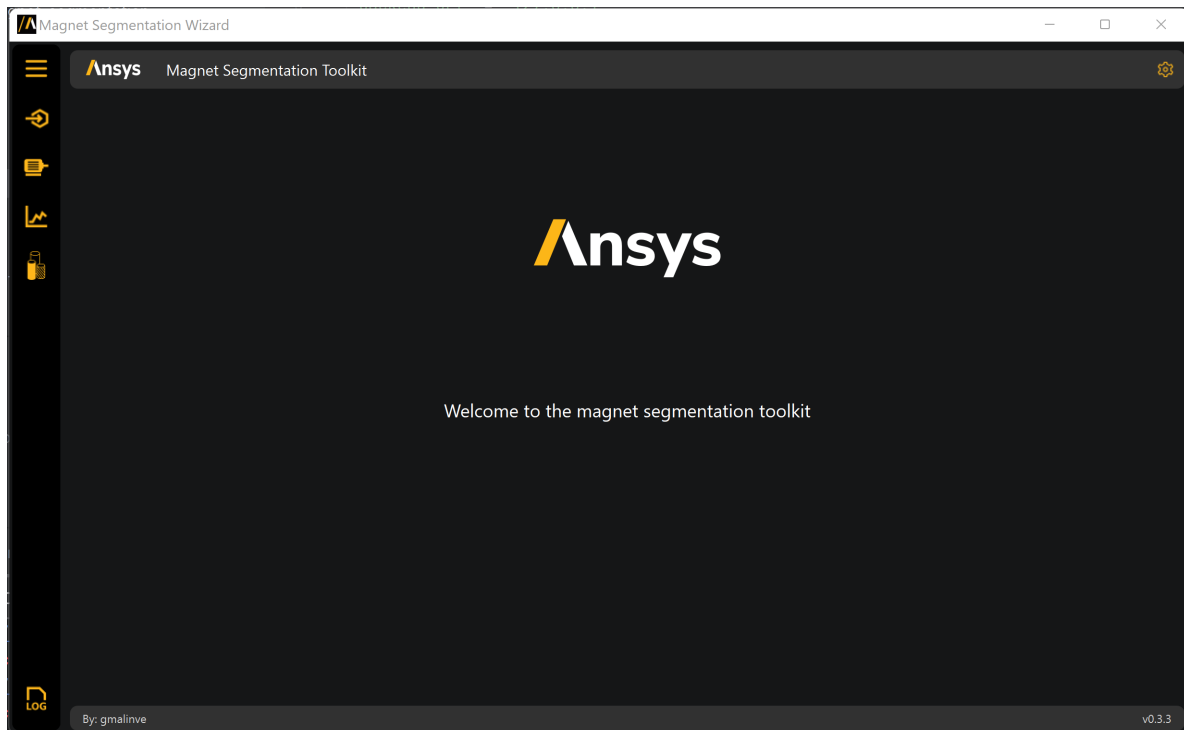 Magnet Segmentation Wizard
Ansys Magnet Segmentation Toolkit
Ansys
Welcome to the magnet segmentation toolkit
LOG
By: gmalinve v0.3.3